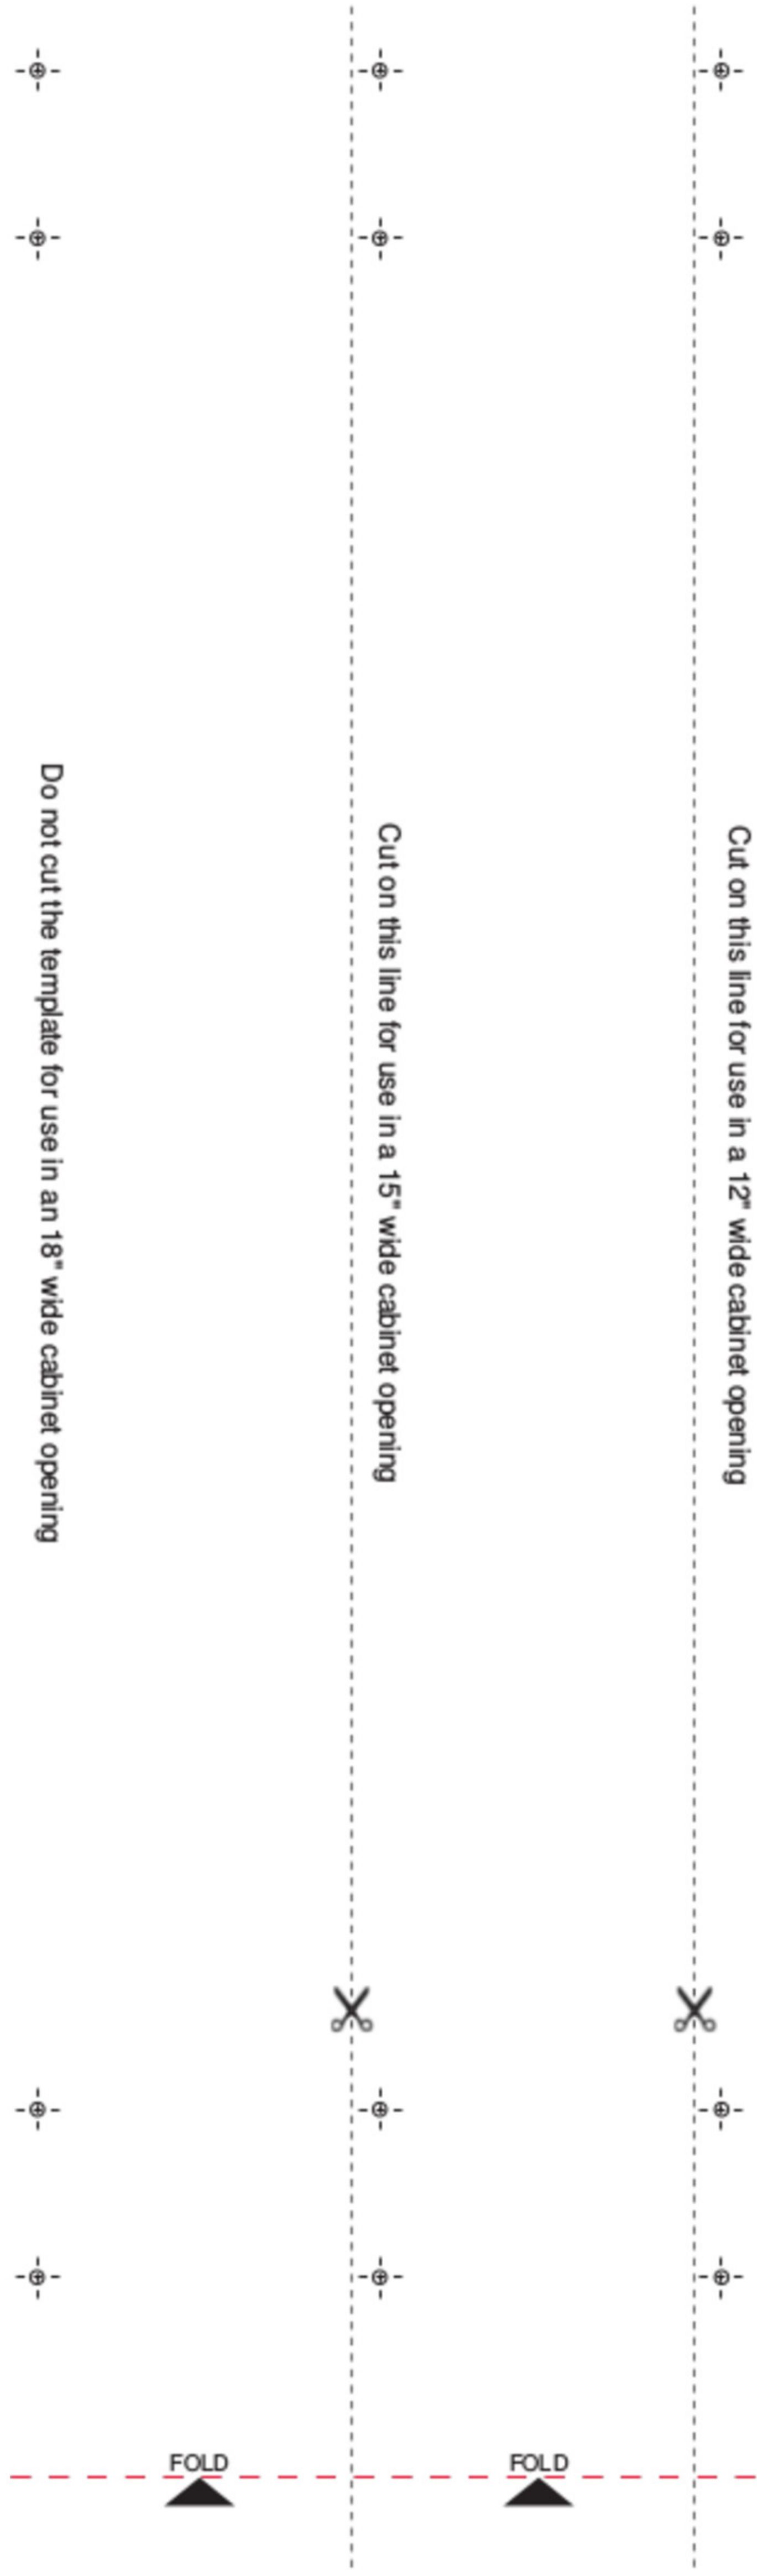 Do not cut the template for use in an 18" wide cabinet opening
Cut on this line for use in a 15" wide cabinet opening
Cut on this line for use in a 12" wide cabinet opening
FOLD
FOLD